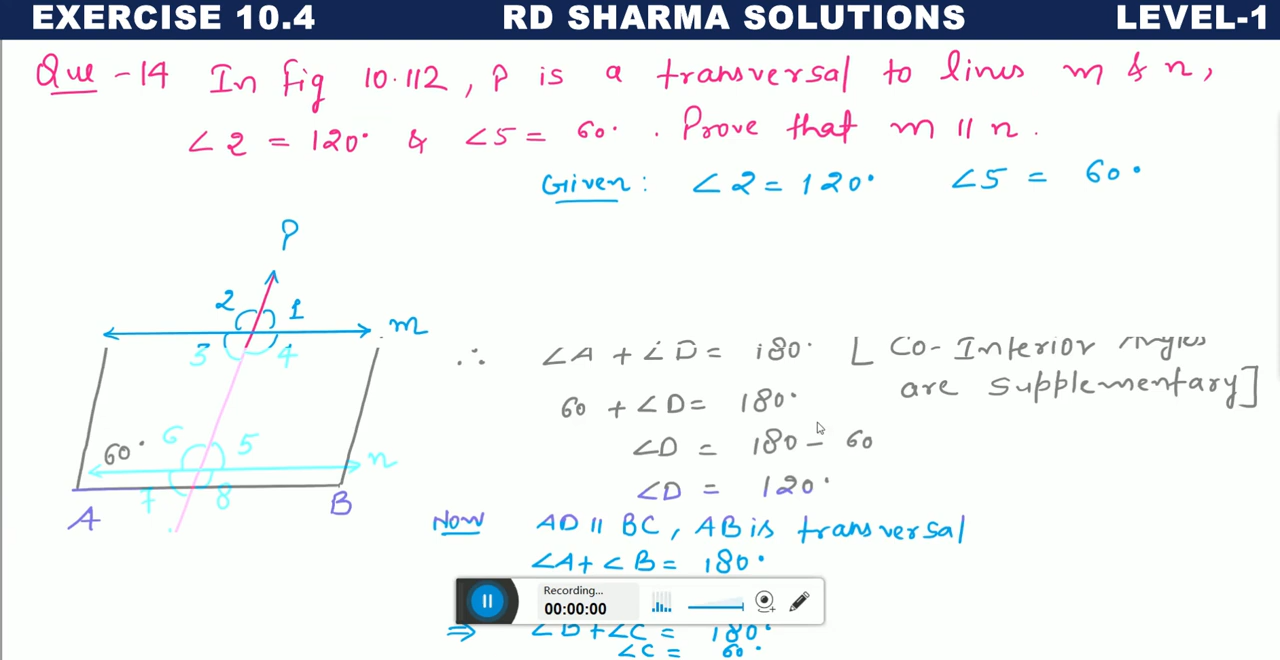 EXERCISE 10.4 RD SHARMA SOLUTIONS LEVEL-1
Que -14 In fig 10.112, P is a transversal to lines m & n,
∠2 = 120° & ∠5 = 60°. Prove that m || n.
Given: ∠2 = 120° ∠5 = 60°
P
2 1
m
3 4
∴ ∠A + ∠D = 180° [ Co-Interior angles
are supplementary]
60 + ∠D = 180°
6 5
60°
n
∠D = 180 - 60
7 8
∠D = 120°
A B
Now AD || BC, AB is transversal
∠A + ∠B = 180°
Recording...
00:00:00
⇒ ∠D + ∠C = 180°
∠C = 60°